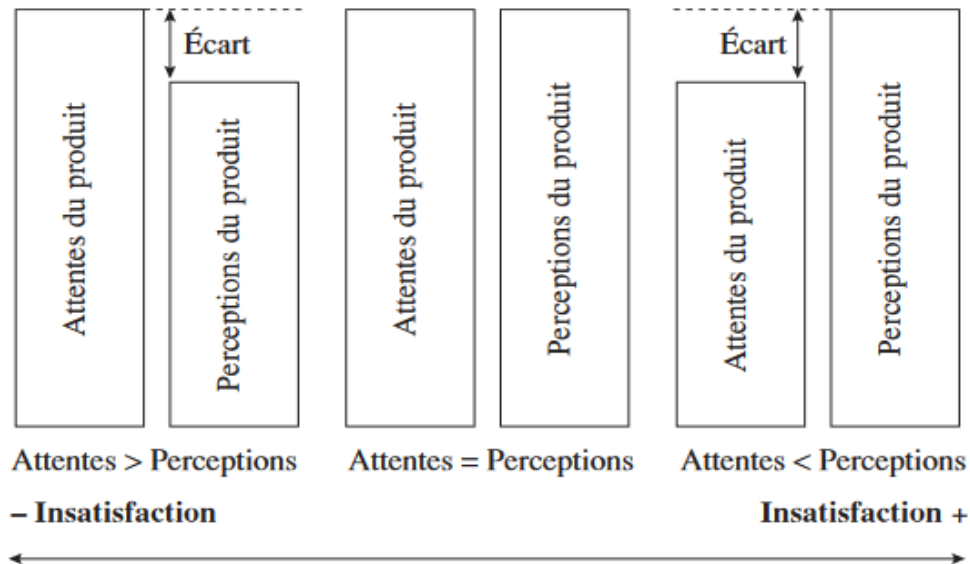 Écart
Écart
Attentes du produit
Perceptions du produit
Attentes du produit
Perceptions du produit
Attentes du produit
Perceptions du produit
Attentes > Perceptions
Attentes = Perceptions
Attentes < Perceptions
– Insatisfaction
Insatisfaction +